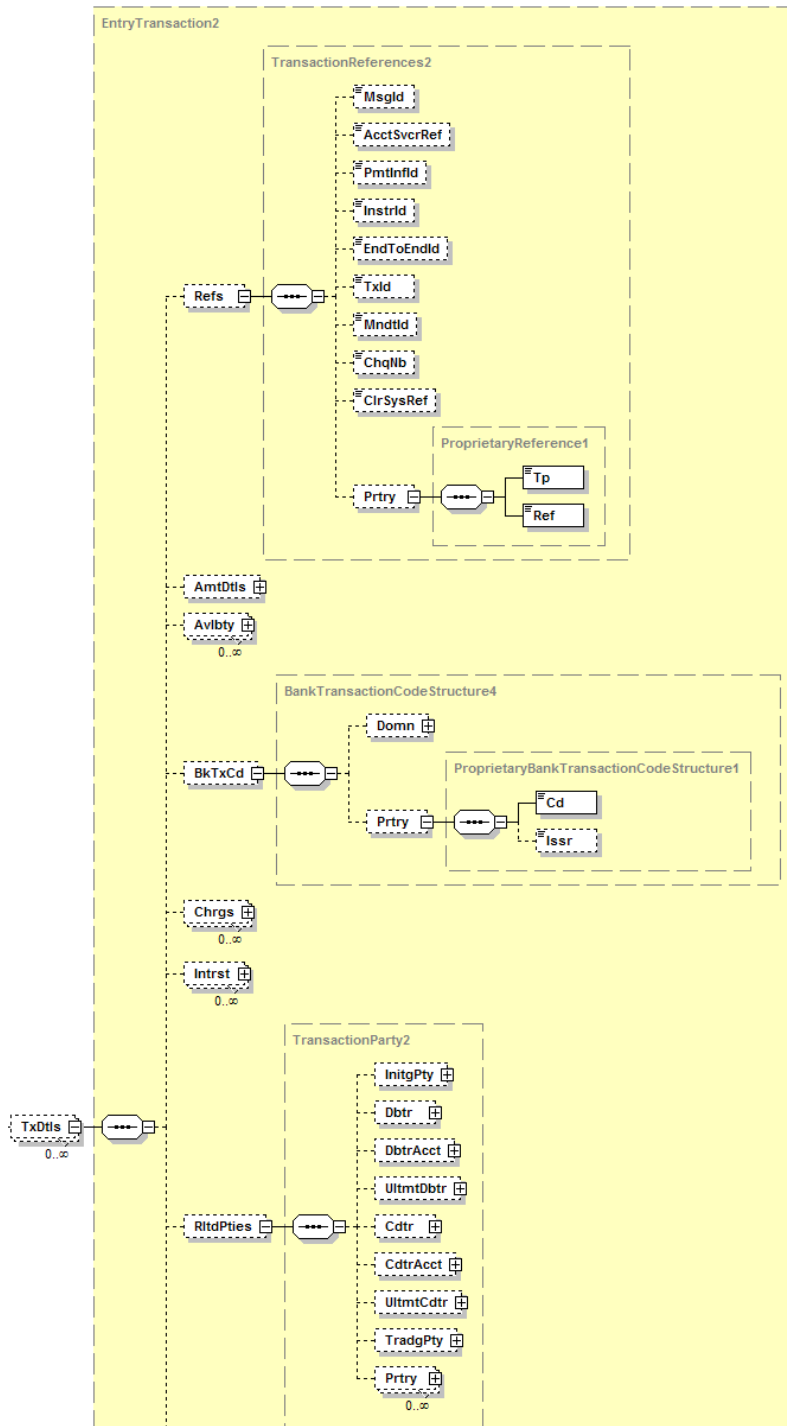 EntryTransaction2
TransactionReferences2
MsgId
AcctSvcrRef
PmtInfId
InstrId
EndToEndId
Refs
TxId
MndtId
ChqNb
ClrSysRef
ProprietaryReference1
Tp
Prtry
Ref
AmtDtls
Avlbty
0..∞
BankTransactionCodeStructure4
Domn
ProprietaryBankTransactionCodeStructure1
BkTxCd
Cd
Prtry
Issr
Chrgs
0..∞
Intrst
0..∞
TransactionParty2
InitgPty
Dbtr
TxDtls
0..∞
DbtrAcct
UltmtDbtr
RltdPties
Cdtr
CdtrAcct
UltmtCdtr
TradgPty
Prtry
0..∞